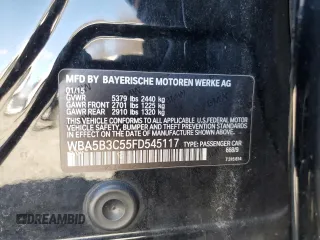 MFD BY BAYERISCHE MOTOREN WERKE AG
01/15
GVWR 5379 lbs 2440 kg
GAWR FRONT 2701 lbs 1225 kg
GAWR REAR 2910 lbs 1320 kg
THIS VEHICLE CONFORMS TO ALL APPLICABLE U.S. FEDERAL
MOTOR VEHICLE SAFETY, BUMPER, AND THEFT PREVENTION
STANDARDS IN EFFECT ON THE DATE OF MANUFACTURE SHOWN ABOVE.
WBA5B3C55FD545117 TYPE: PASSENGER CAR
DREAMBID